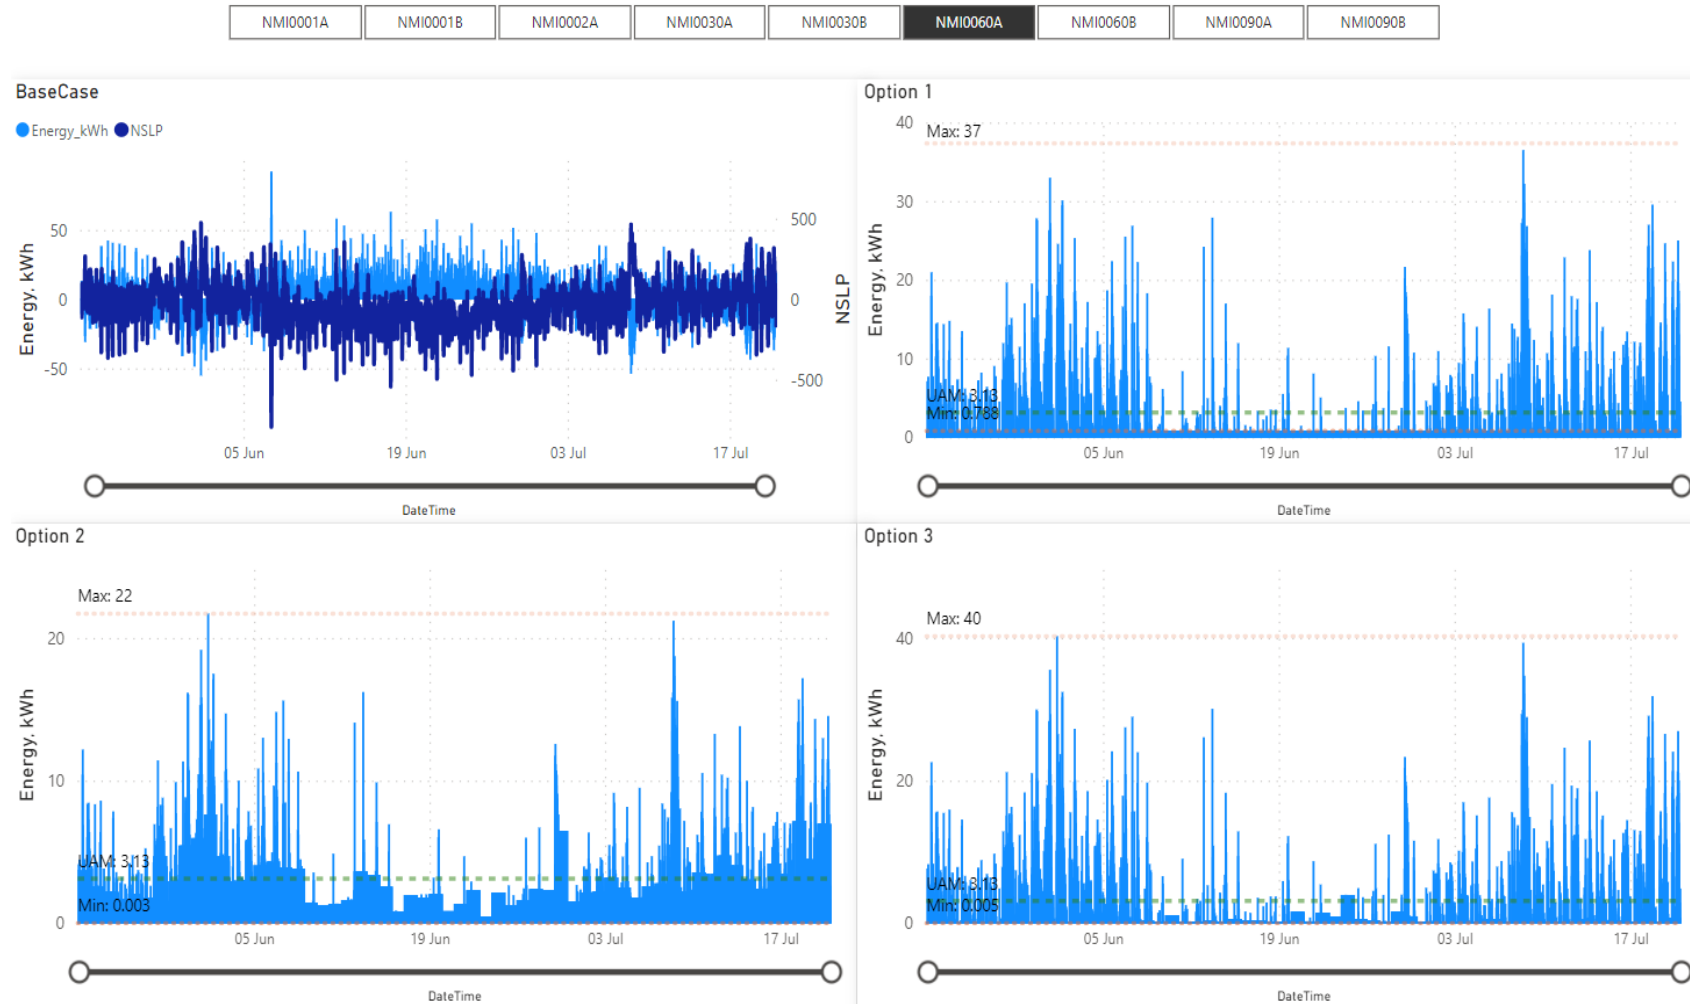 NMI0001A NMI0001B NMI0002A NMI0030A NMI0030B NMI0060A NMI0060B NMI0090A NMI0090B
BaseCase
Energy_kWh NSLP
Energy, kWh
50
0
-50
500
0
-500
NSLP
05 Jun 19 Jun 03 Jul 17 Jul
DateTime
Option 1
Energy, kWh
40
30
20
10
0
Max: 37
UAM: 3.13
Min: 0.788
05 Jun 19 Jun 03 Jul 17 Jul
DateTime
Option 2
Energy, kWh
20
10
0
Max: 22
UAM: 3.13
Min: 0.003
05 Jun 19 Jun 03 Jul 17 Jul
DateTime
Option 3
Energy, kWh
40
20
0
Max: 40
UAM: 3.13
Min: 0.005
05 Jun 19 Jun 03 Jul 17 Jul
DateTime